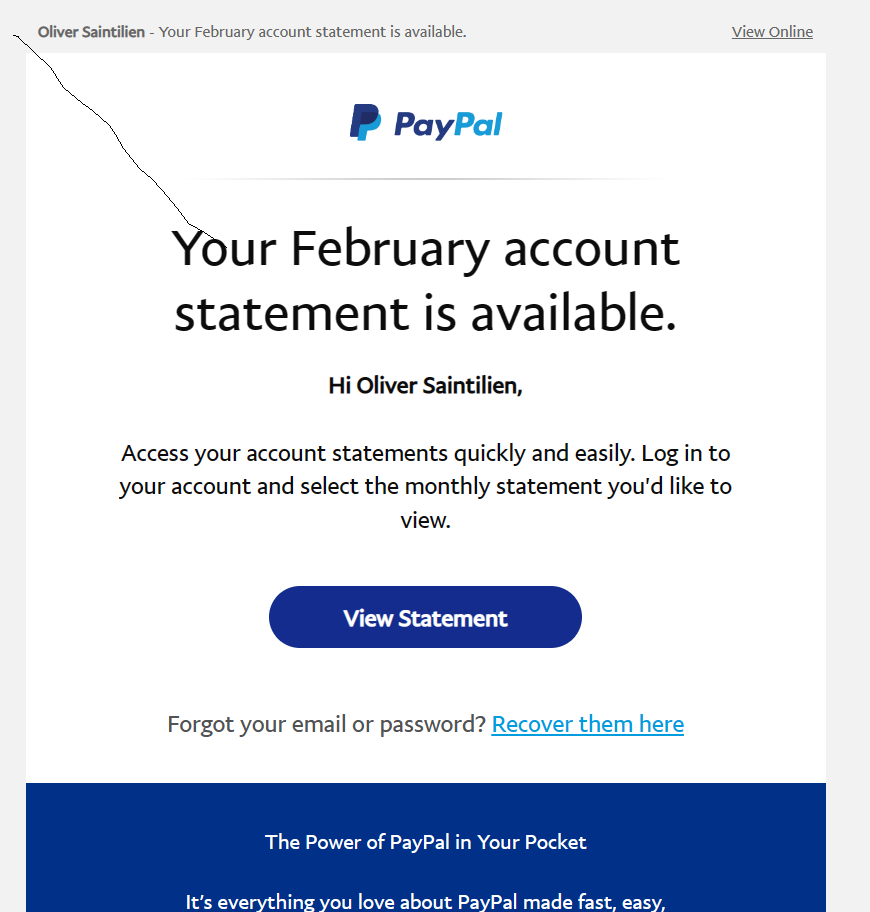 Oliver Saintilien - Your February account statement is available.
View Online
PayPal
Your February account
statement is available.
Hi Oliver Saintilien,
Access your account statements quickly and easily. Log in to
your account and select the monthly statement you'd like to
view.
View Statement
Forgot your email or password? Recover them here
The Power of PayPal in Your Pocket
It's everything you love about PayPal made fast, easy,